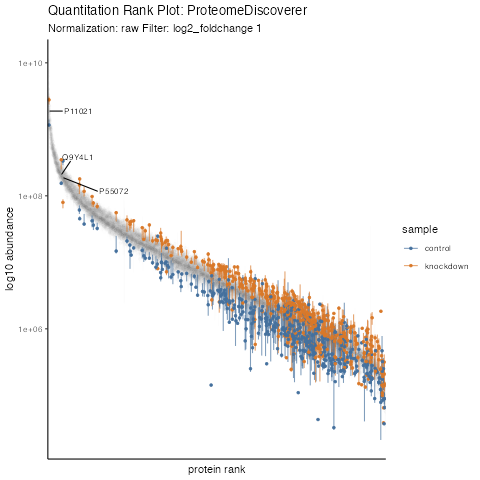 Quantitation Rank Plot: ProteomeDiscoverer
Normalization: raw Filter: log2_foldchange 1
1e+10
P11021
Q9Y4L1
P55072
1e+08
1e+06
log10 abundance
protein rank
sample
control
knockdown